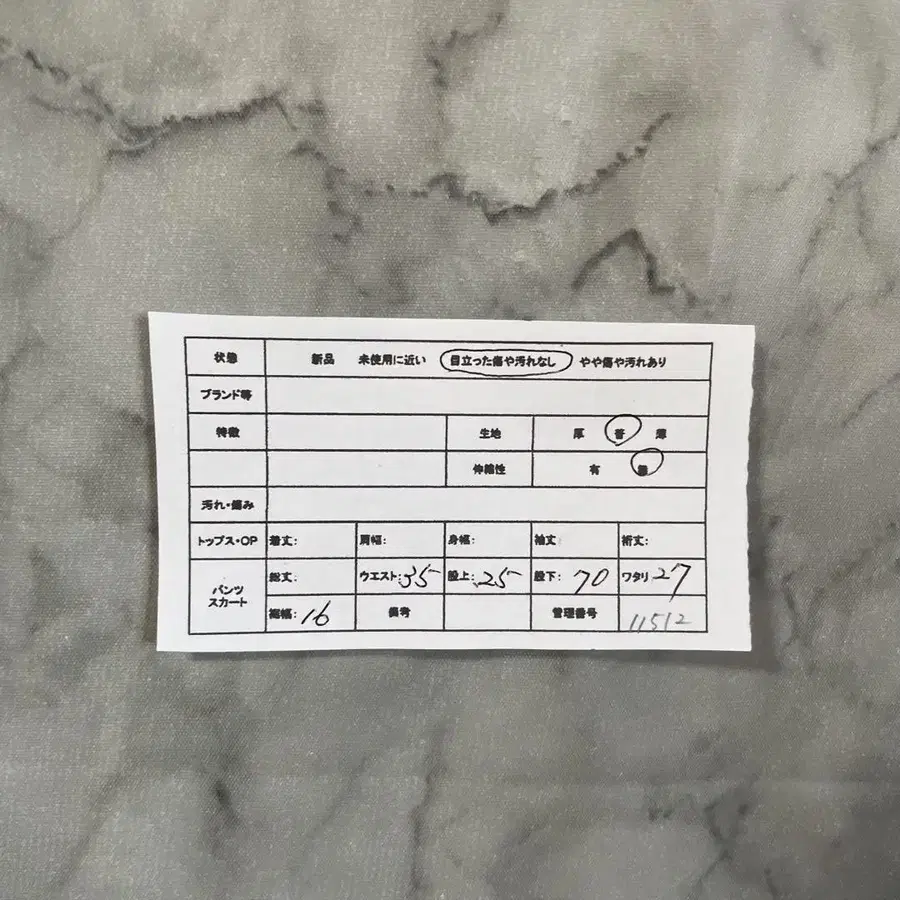 状態 新品 未使用に近い 目立った傷や汚れなし やや傷や汚れあり
ブランド等
特徴 生地 厚 普 薄
伸縮性 有 無
汚れ・傷み
トップス・OP 着丈: 肩幅: 身幅: 袖丈: 裄丈:
パンツ スカート 総丈: ウエスト:35 股上:25 股下:70 ワタリ27
裾幅:16 備考 管理番号 11512